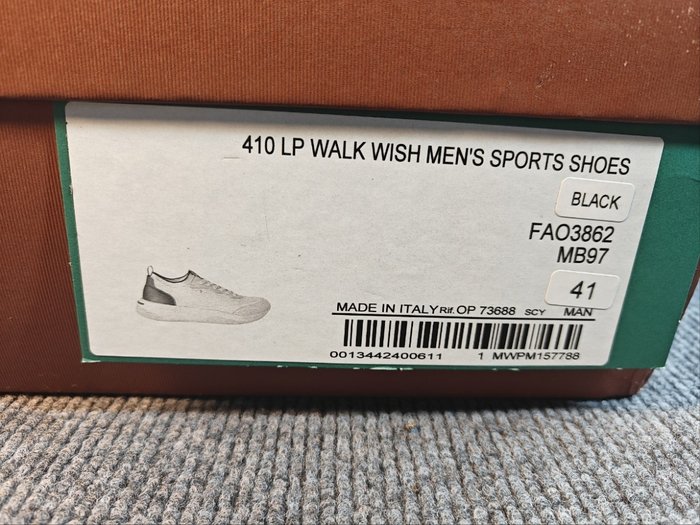 410 LP WALK WISH MEN'S SPORTS SHOES
BLACK
FAO3862
MB97
41
MADE IN ITALY Rif. OP 73688 SCY MAN
0013442400611 1 MWPM157788